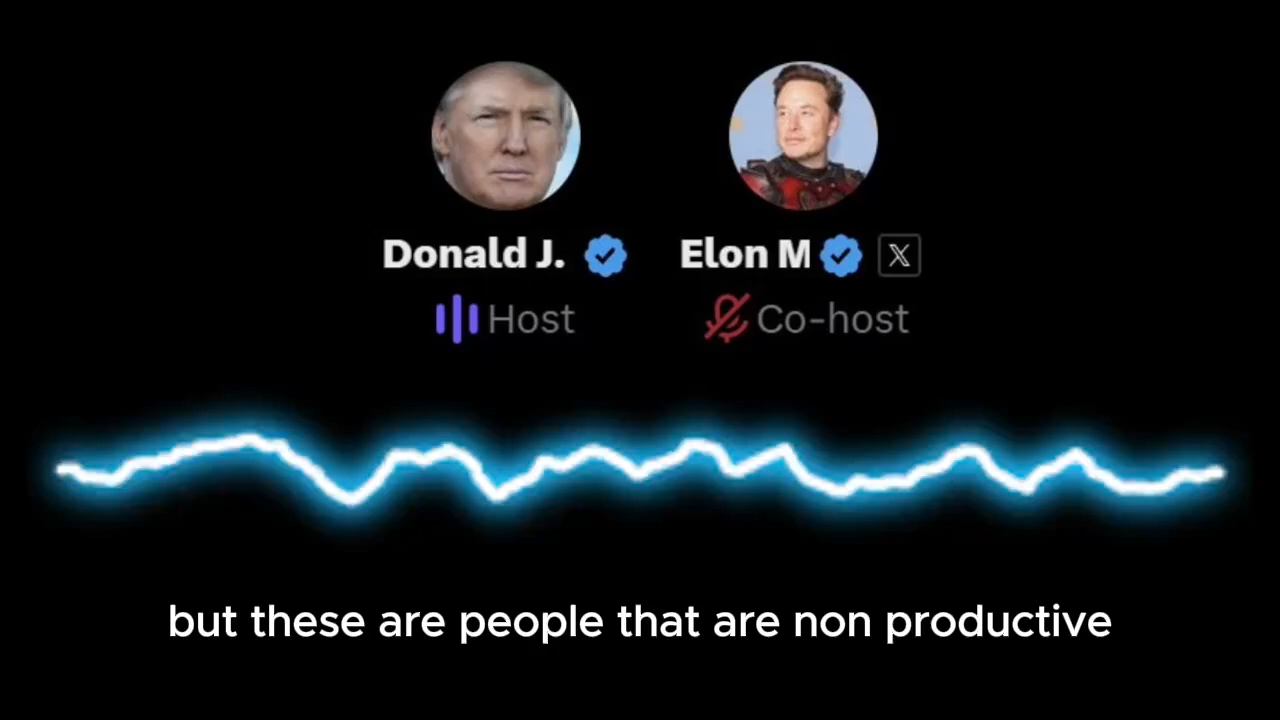 Donald J. Elon M X
Host Co-host
but these are people that are non productive